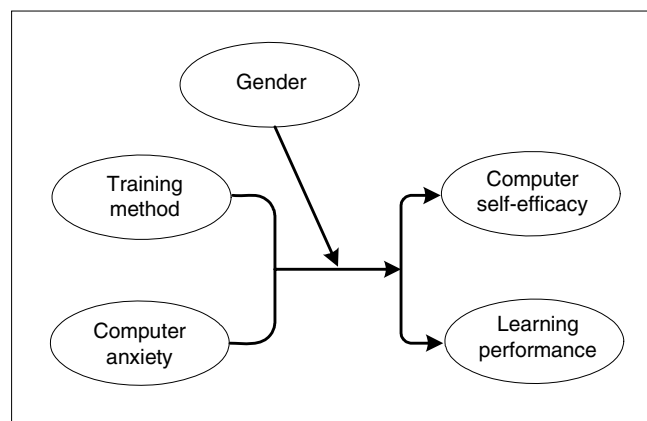 Gender
Training
method
Computer
self-efficacy
Computer
anxiety
Learning
performance